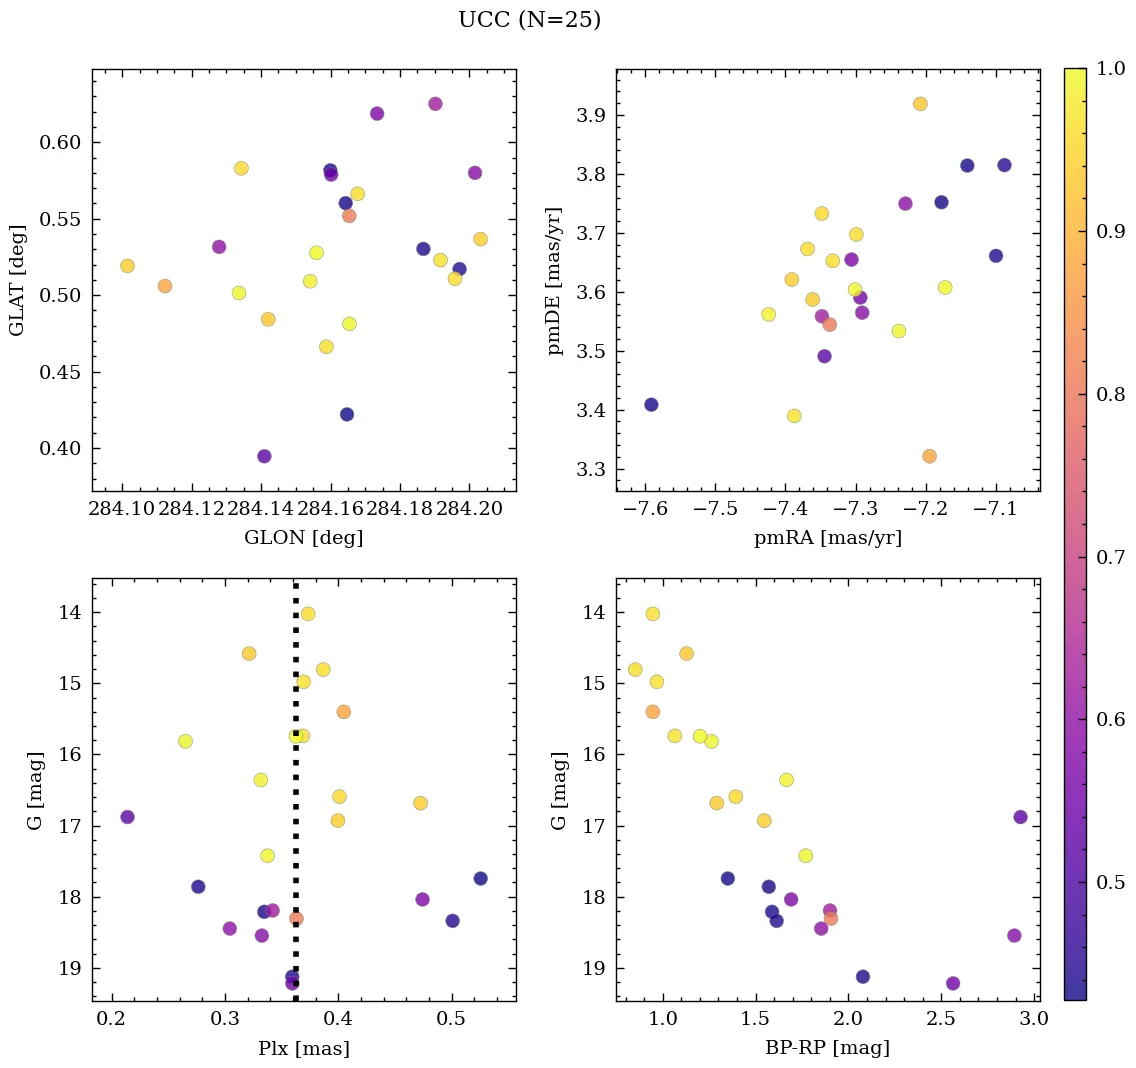 UCC (N=25)
GLAT [deg]
0.60
0.55
0.50
0.45
0.40
284.10 284.12 284.14 284.16 284.18 284.20
GLON [deg]
pmDE [mas/yr]
3.9
3.8
3.7
3.6
3.5
3.4
3.3
−7.6 −7.5 −7.4 −7.3 −7.2 −7.1
pmRA [mas/yr]
G [mag]
14
15
16
17
18
19
0.2 0.3 0.4 0.5
Plx [mas]
G [mag]
14
15
16
17
18
19
1.0 1.5 2.0 2.5 3.0
BP-RP [mag]
1.0
0.9
0.8
0.7
0.6
0.5